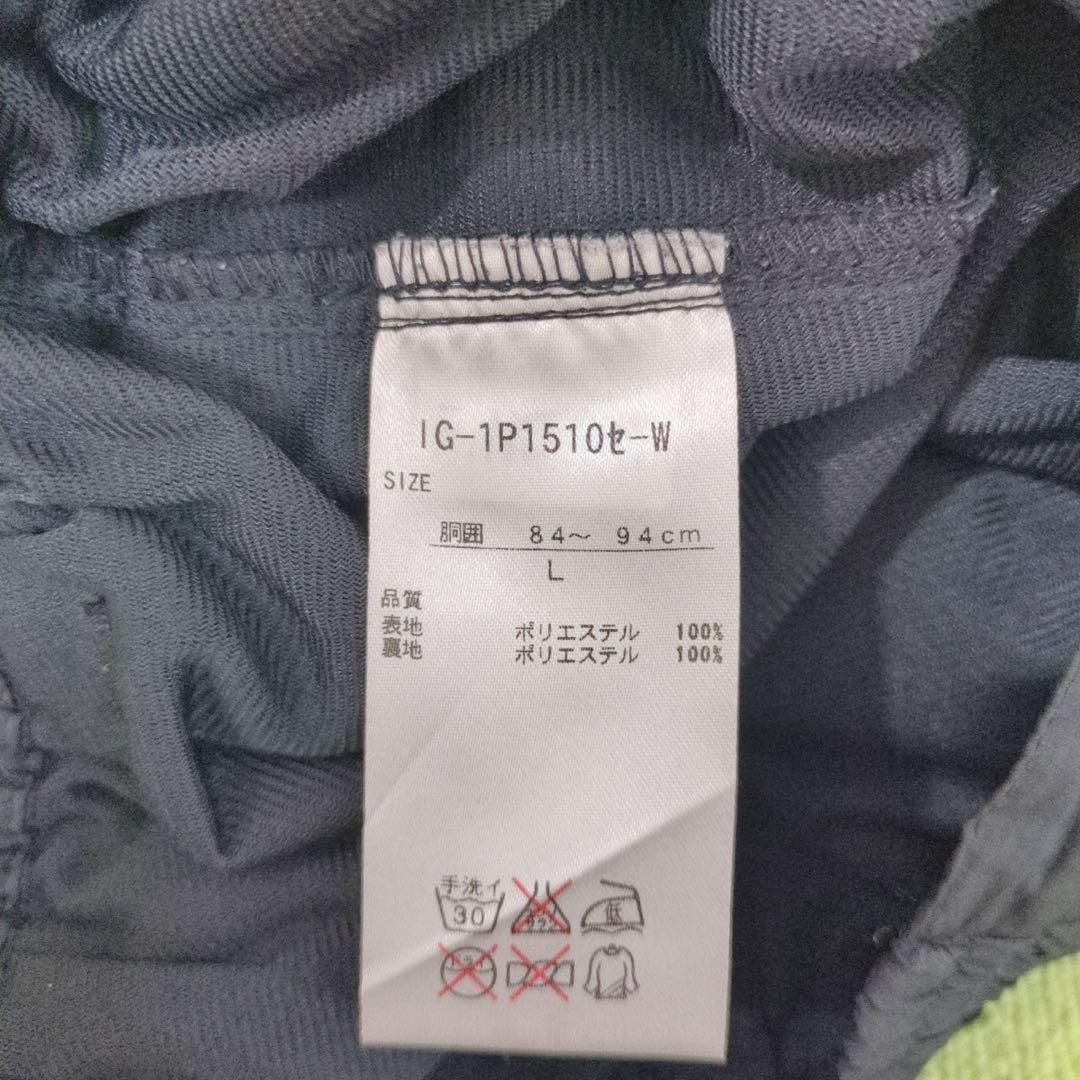 IG-1P1510セ-W
SIZE
胴囲 84～ 94cm
L
品質
表地 ポリエステル 100%
裏地 ポリエステル 100%
手洗イ
30
低